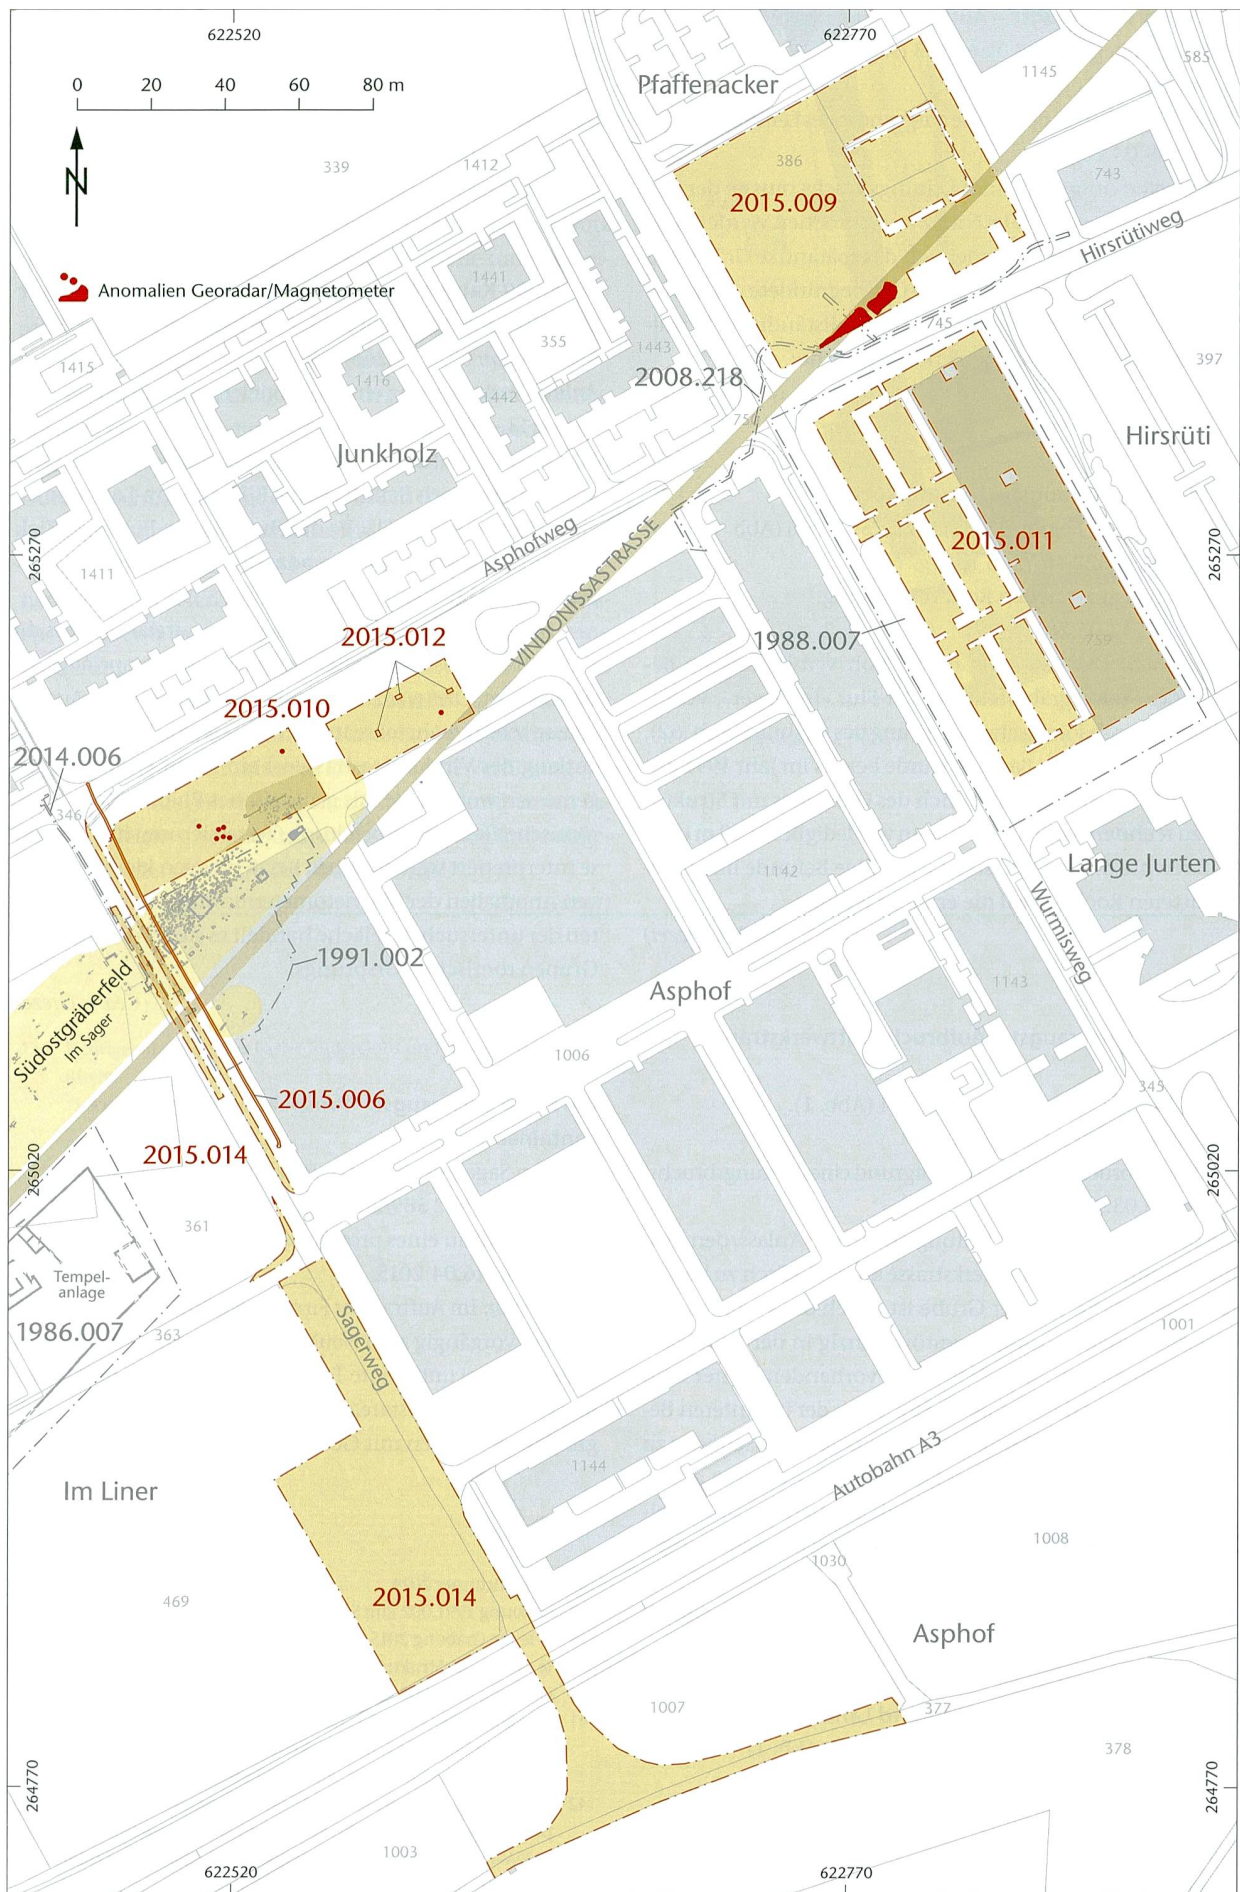 622520
622770
0 20 40 60 80 m
N
Pfaffenacker
1145
585
339
1412
386
743
2015.009
Hirsrütiweg
1441
Anomalien Georadar/Magnetometer
355
745
1443
397
1415
1416
2008.218
1442
Junkholz
Hirsrüti
265270
Asphofweg
2015.011
265270
1411
VINDONISSASTRASSE
2015.012
1988.007
759
2015.010
2014.006
346
Lange Jurten
1142
Wurmisweg
1991.002
Südostgräberfeld
Im Sager
Asphof
1143
1006
2015.006
345
2015.014
265020
265020
361
Tempel-
anlage
1986.007
363
Sagerweg
1001
Im Liner
1144
Autobahn A3
1008
1030
469
2015.014
Asphof
1007
377
378
264770
264770
1003
622520
622770